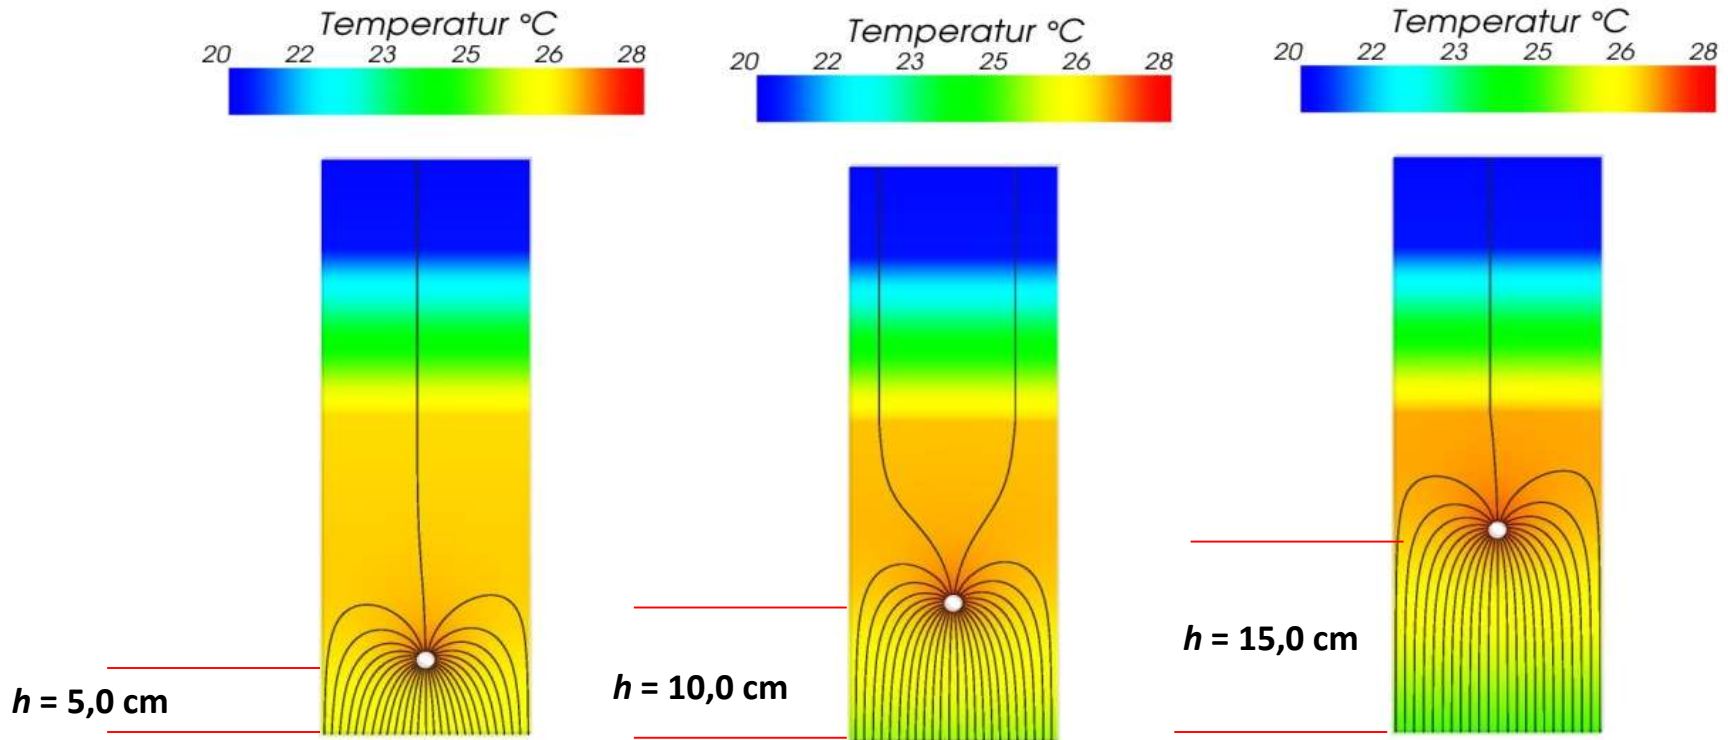 Temperatur °C
20 22 23 25 26 28
h = 5,0 cm
Temperatur °C
20 22 23 25 26 28
h = 10,0 cm
Temperatur °C
20 22 23 25 26 28
h = 15,0 cm